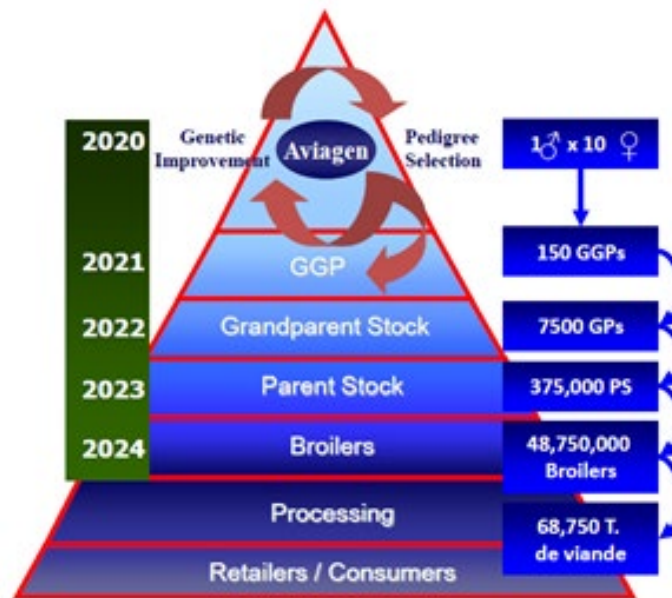 2020
Genetic
Improvement
Aviagen
Pedigree
Selection
1♂ x 10 ♀
2021
GGP
150 GGPs
2022
Grandparent Stock
7500 GPs
2023
Parent Stock
375,000 PS
2024
Broilers
48,750,000
Broilers
Processing
68,750 T.
de viande
Retailers / Consumers